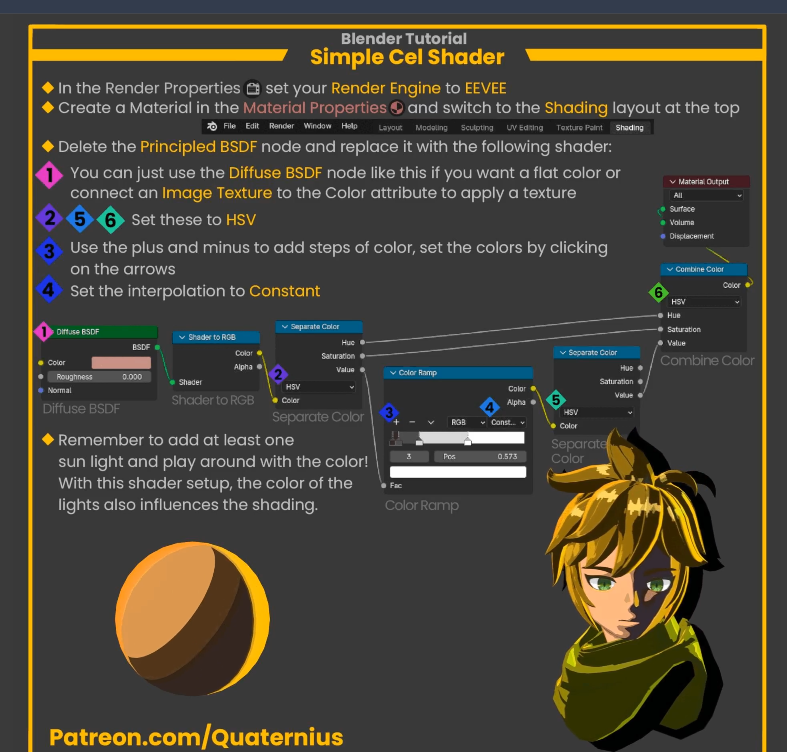 Blender Tutorial
Simple Cel Shader
In the Render Properties set your Render Engine to EEVEE
Create a Material in the Material Properties and switch to the Shading layout at the top
File Edit Render Window Help Layout Modeling Sculpting UV Editing Texture Paint Shading
Delete the Principled BSDF node and replace it with the following shader:
1 You can just use the Diffuse BSDF node like this if you want a flat color or
connect an Image Texture to the Color attribute to apply a texture
2 5 6 Set these to HSV
3 Use the plus and minus to add steps of color, set the colors by clicking
on the arrows
4 Set the interpolation to Constant
Material Output
All
Surface
Volume
Displacement
6
Combine Color
Color
HSV
Hue
Saturation
Value
Combine Color
1 Diffuse BSDF
BSDF
Color
Roughness 0.000
Normal
Diffuse BSDF
Shader to RGB
Color
Alpha
Shader
Shader to RGB
2
Separate Color
Hue
Saturation
Value
HSV
Color
Separate Color
Color Ramp
Color
Alpha
3 4
+ − RGB Const...
3 Pos 0.573
Fac
Color Ramp
5
Separate Color
Hue
Saturation
Value
HSV
Color
Separate
Color
Remember to add at least one
sun light and play around with the color!
With this shader setup, the color of the
lights also influences the shading.
Patreon.com/Quaternius